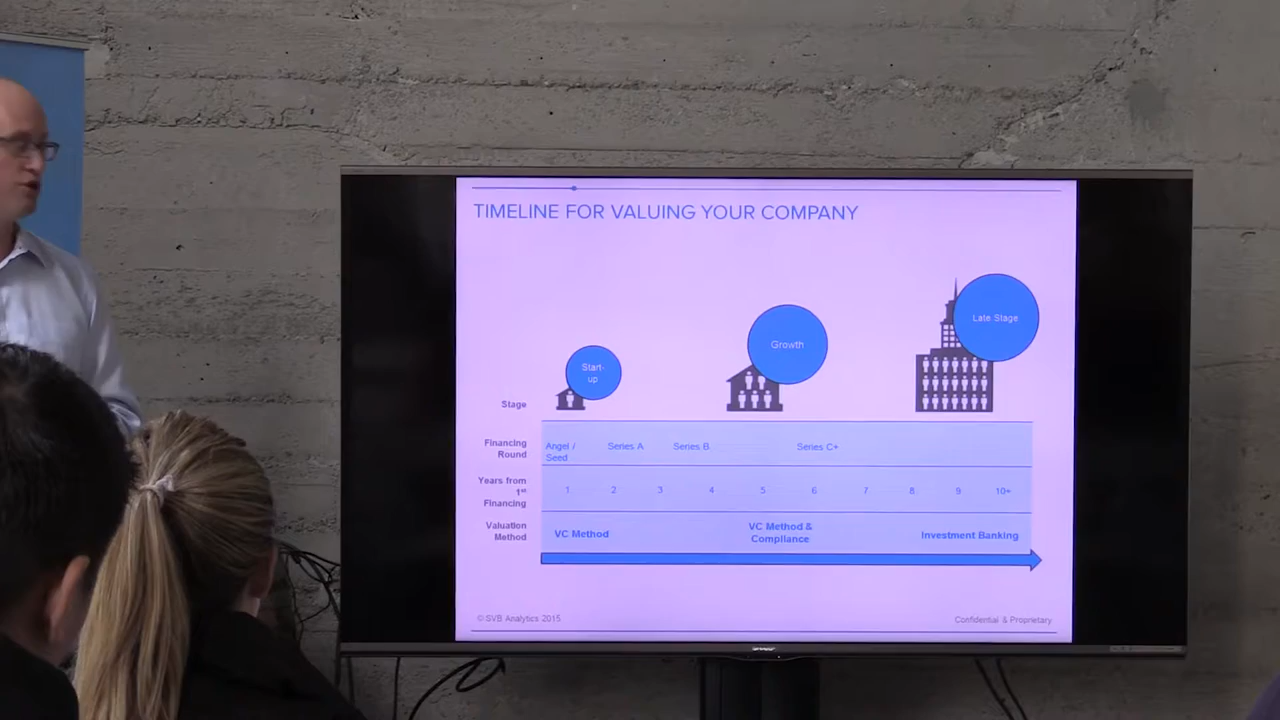 TIMELINE FOR VALUING YOUR COMPANY
Start-
up
Growth
Late Stage
Stage
Financing
Round
Angel /
Seed
Series A
Series B
Series C+
Years from
1st
Financing
1 2 3 4 5 6 7 8 9 10+
Valuation
Method
VC Method
VC Method &
Compliance
Investment Banking
© SVB Analytics 2015
Confidential & Proprietary
SHARP